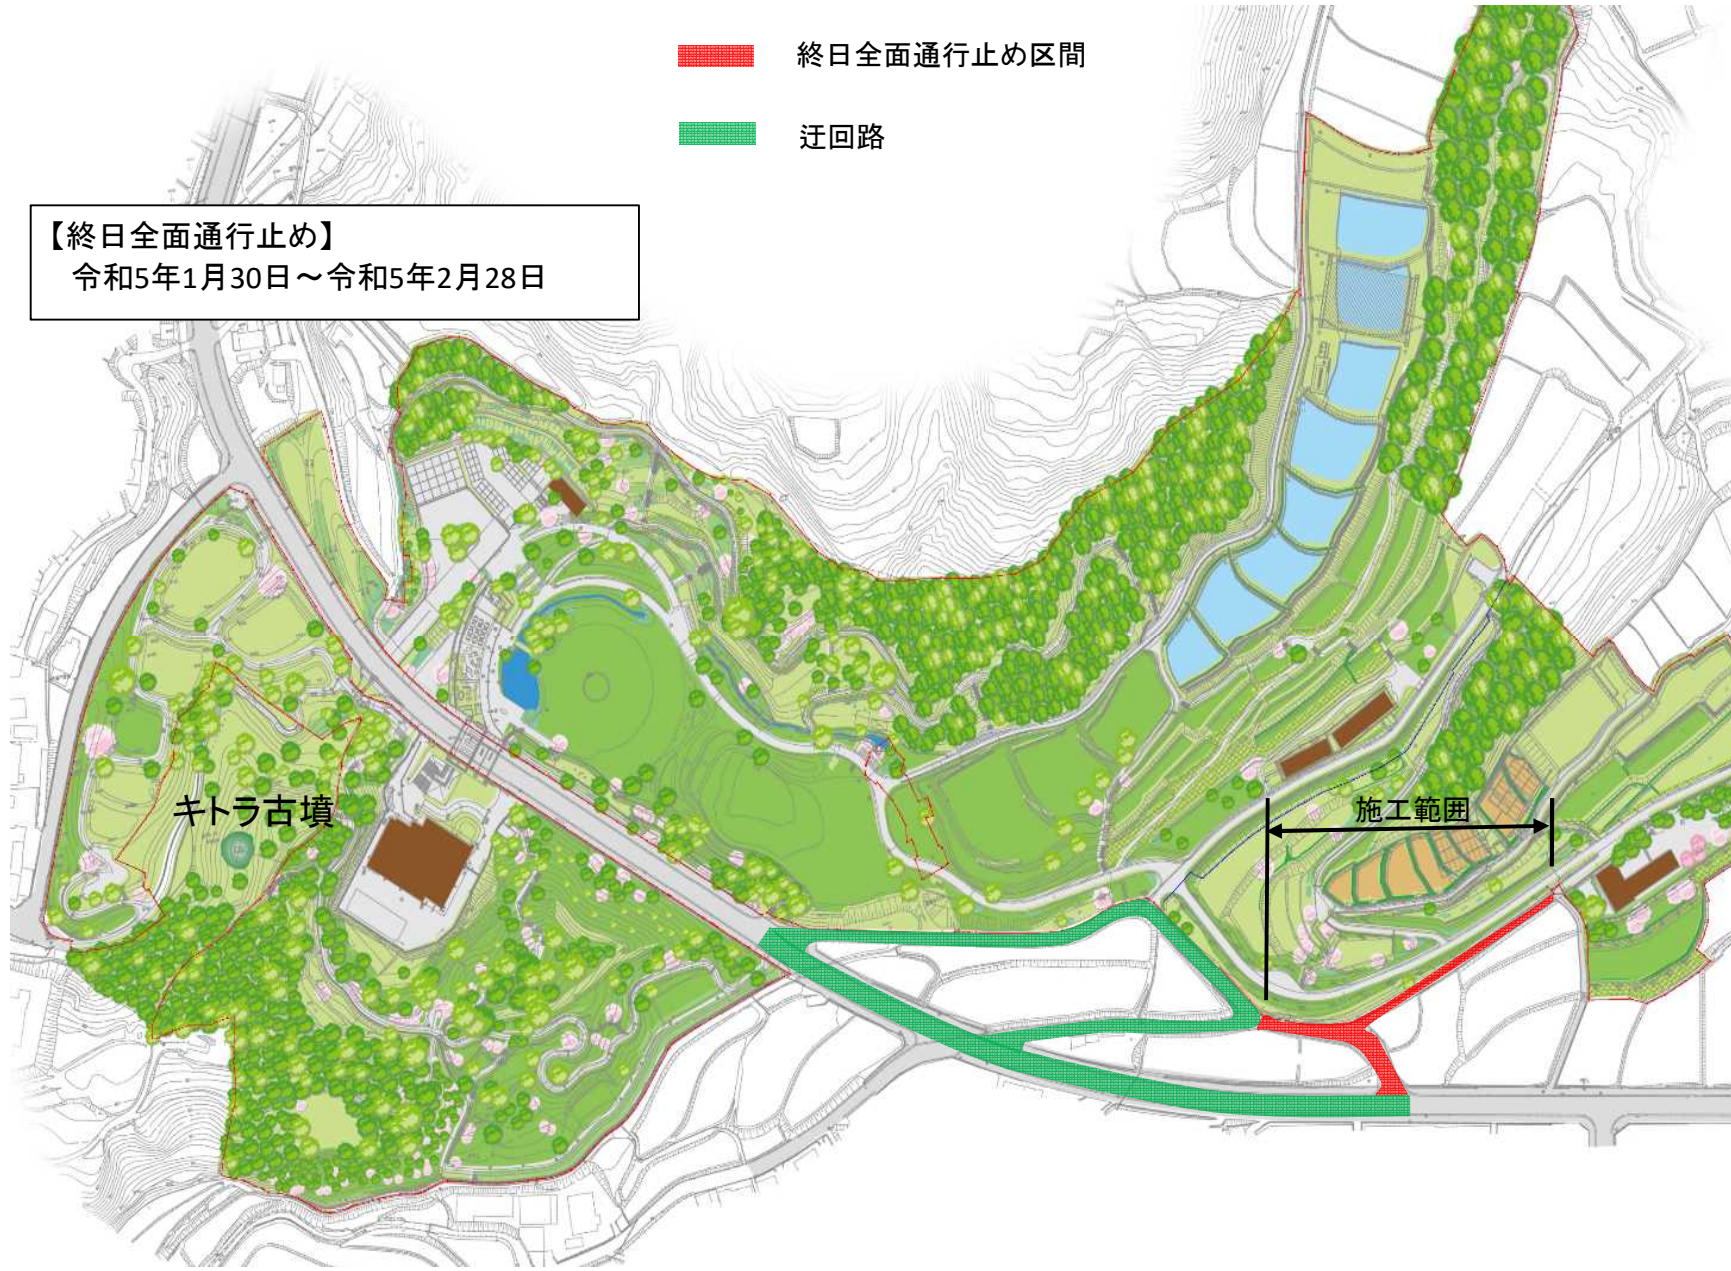 終日全面通行止め区間
迂回路
【終日全面通行止め】
令和5年1月30日～令和5年2月28日
キトラ古墳
施工範囲